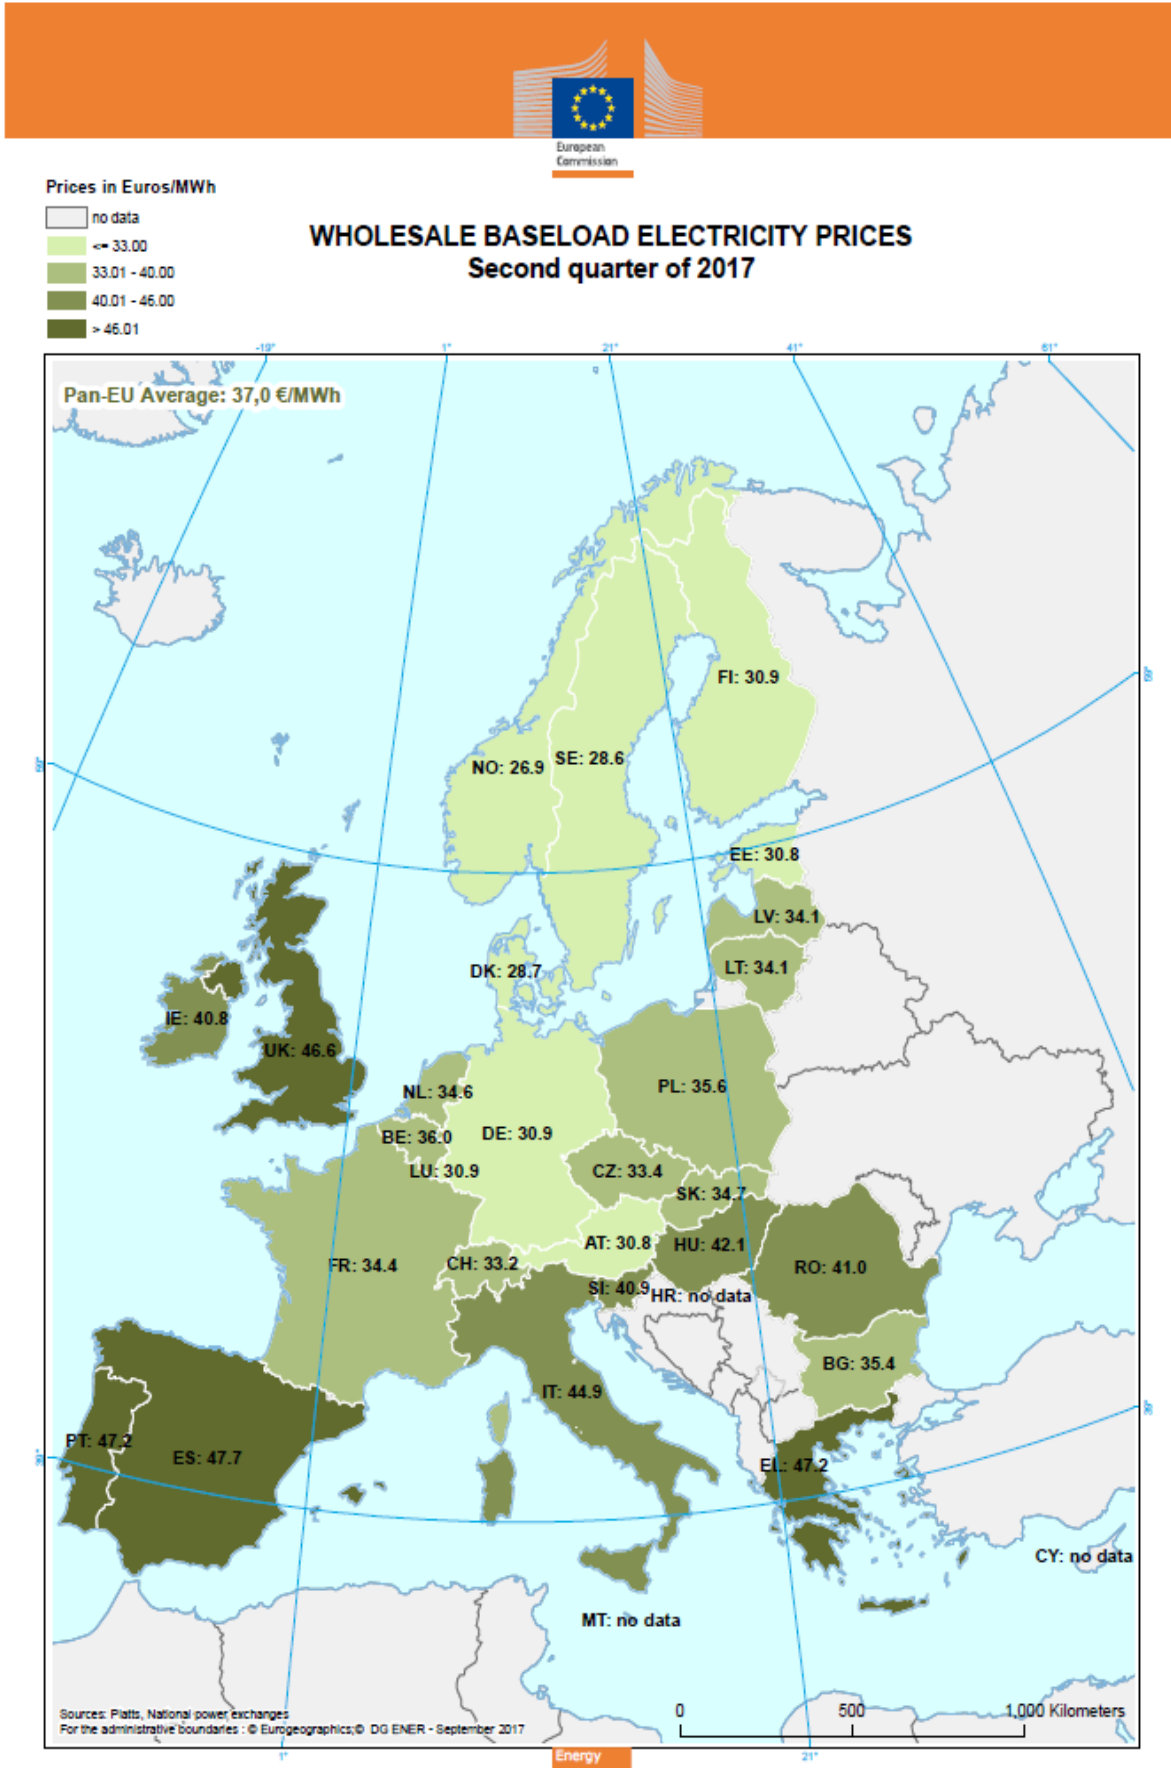 European
Commission
Prices in Euros/MWh
no data
<= 33.00
33.01 - 40.00
40.01 - 46.00
> 46.01
WHOLESALE BASELOAD ELECTRICITY PRICES
Second quarter of 2017
-19°
1°
21°
41°
61°
Pan-EU Average: 37,0 €/MWh
FI: 30.9
59°
NO: 26.9
SE: 28.6
59°
EE: 30.8
LV: 34.1
LT: 34.1
DK: 28.7
IE: 40.8
UK: 46.6
NL: 34.6
PL: 35.6
BE: 36.0
DE: 30.9
LU: 30.9
CZ: 33.4
SK: 34.7
AT: 30.8
HU: 42.1
FR: 34.4
CH: 33.2
RO: 41.0
SI: 40.9
HR: no data
BG: 35.4
IT: 44.9
39°
PT: 47.2
ES: 47.7
EL: 47.2
39°
CY: no data
MT: no data
Sources: Platts, National power exchanges
For the administrative boundaries : © Eurogeographics;© DG ENER - September 2017
0 500 1,000 Kilometers
1°
Energy
21°